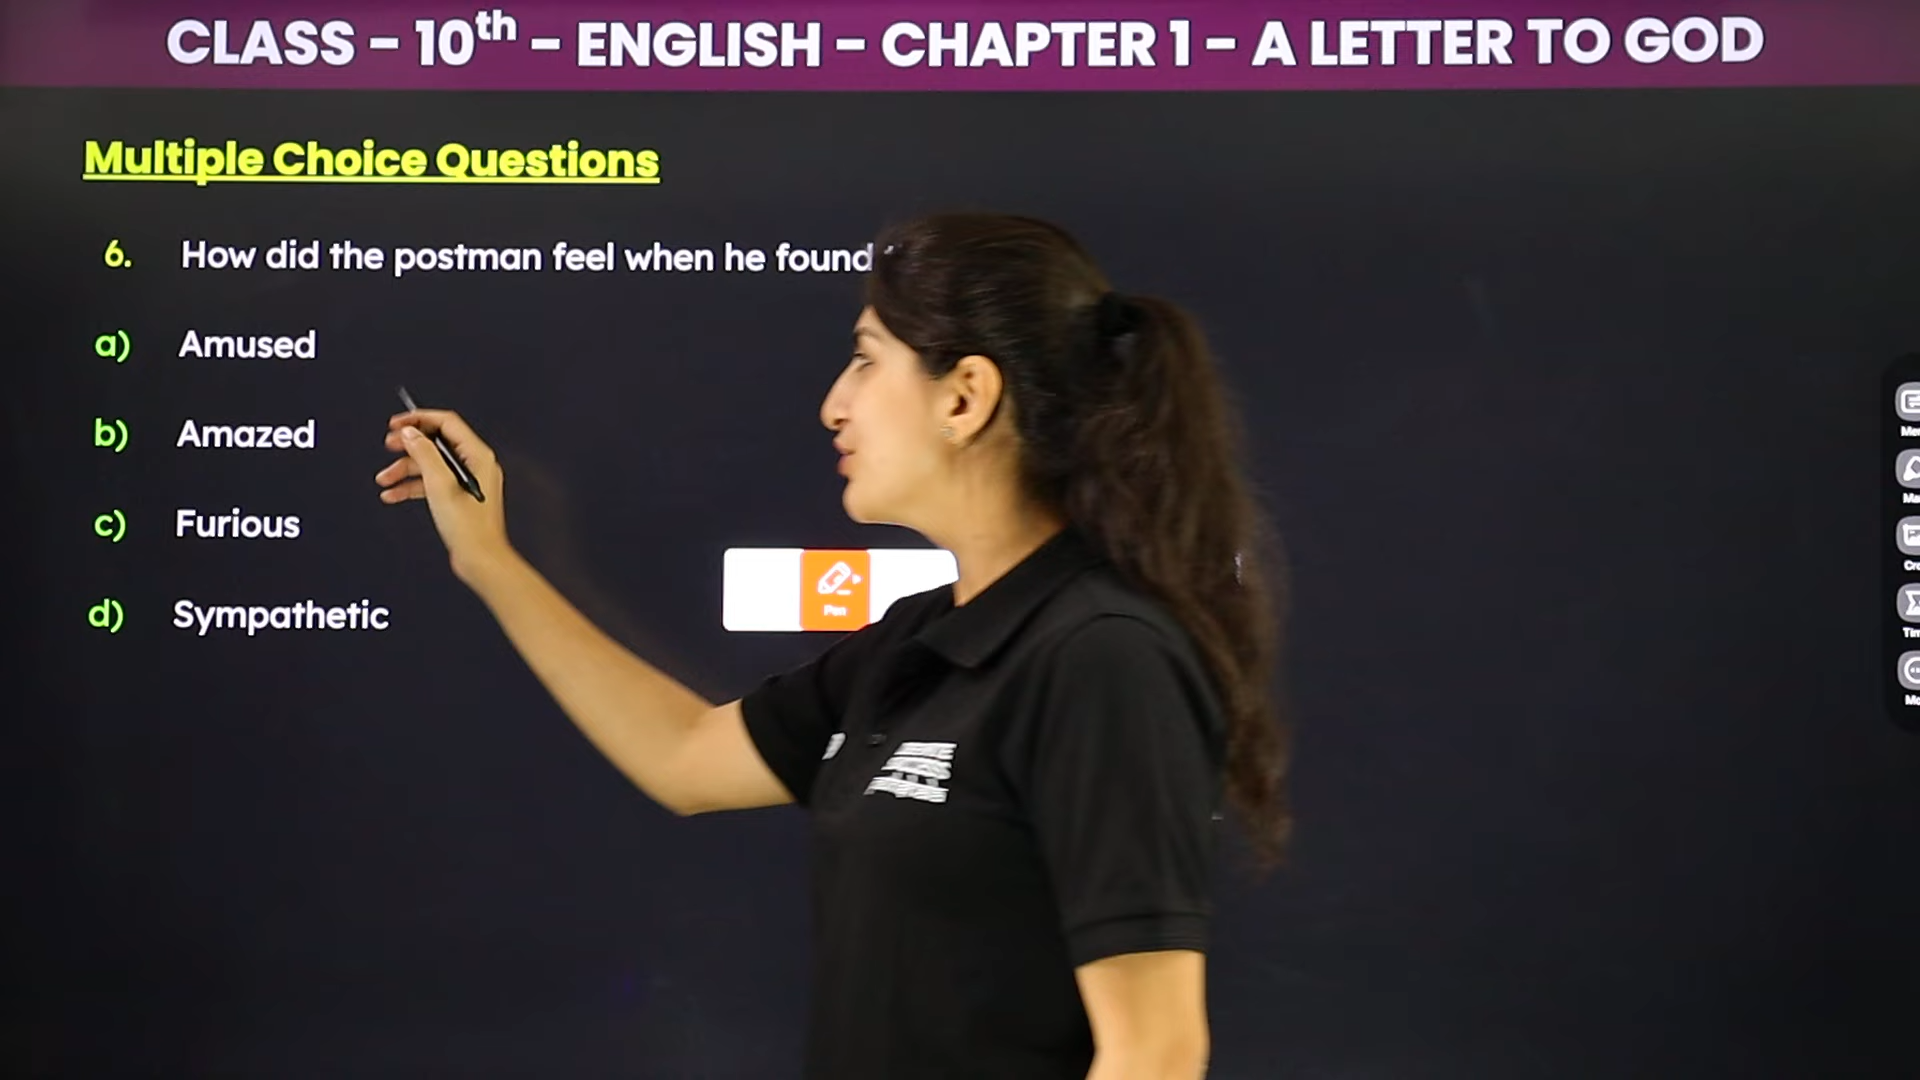 CLASS – 10th – ENGLISH – CHAPTER 1 – A LETTER TO GOD
Multiple Choice Questions
6. How did the postman feel when he found
a) Amused
b) Amazed
c) Furious
d) Sympathetic
Pen